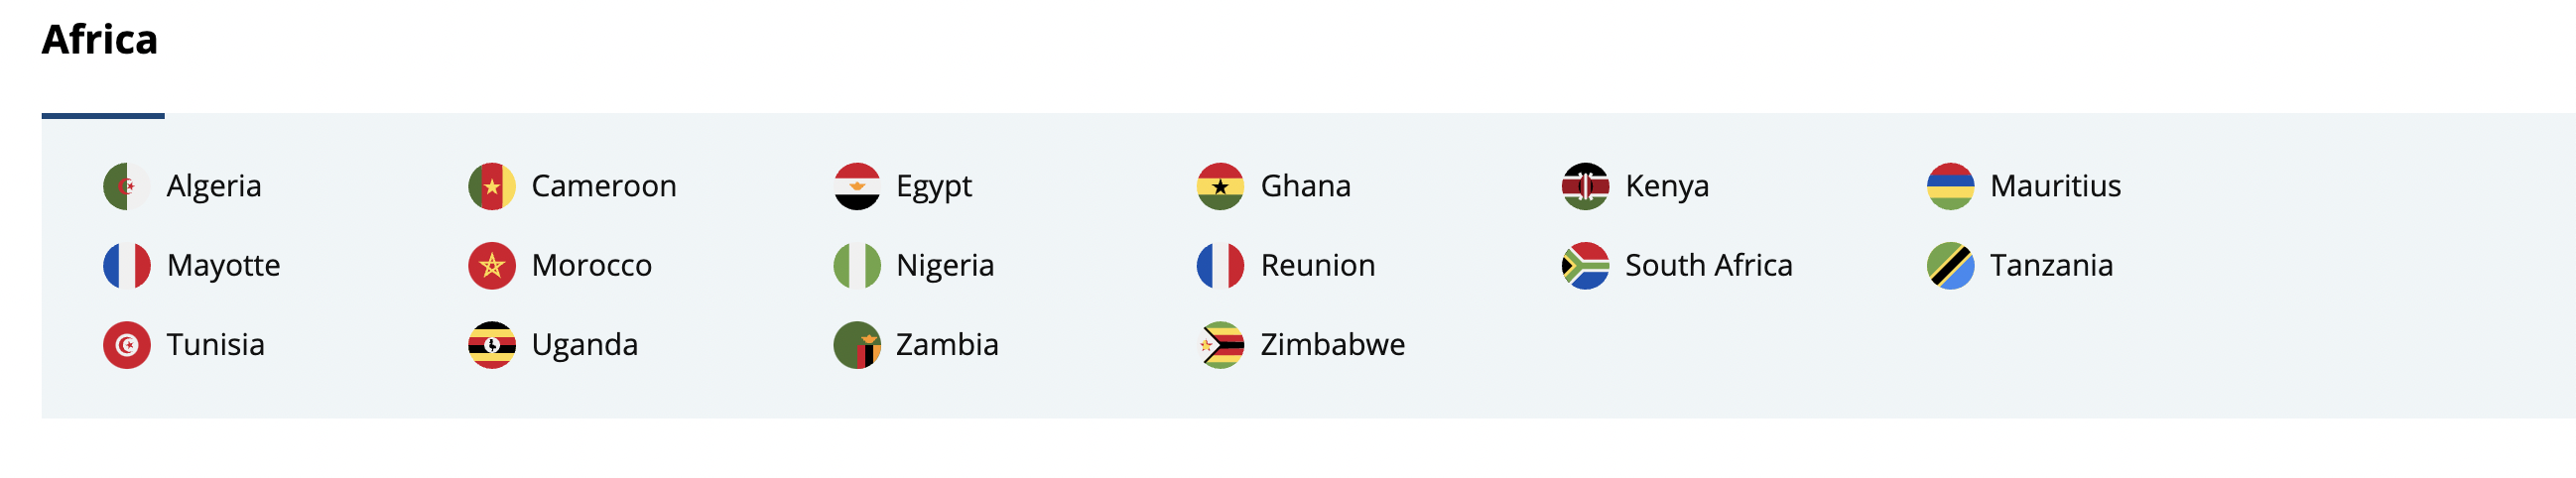 Africa
Algeria Cameroon Egypt Ghana Kenya Mauritius
Mayotte Morocco Nigeria Reunion South Africa Tanzania
Tunisia Uganda Zambia Zimbabwe